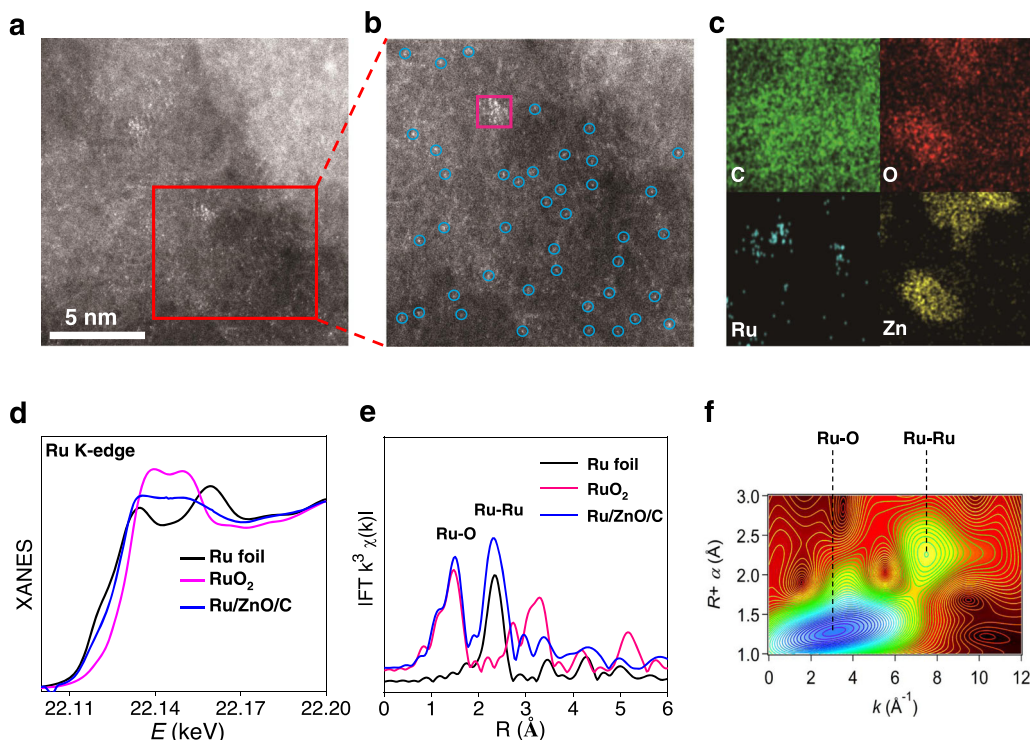 a
b
c
5 nm
C
O
Ru
Zn
d
e
f
Ru K-edge
XANES
Ru foil
RuO2
Ru/ZnO/C
22.11 22.14 22.17 22.20
E (keV)
IFT k³ χ(k)I
Ru-O
Ru-Ru
Ru foil
RuO2
Ru/ZnO/C
0 1 2 3 4 5 6
R (Å)
Ru-O Ru-Ru
R+ α (Å)
3.0
2.5
2.0
1.5
1.0
0 2 4 6 8 10 12
k (Å⁻¹)